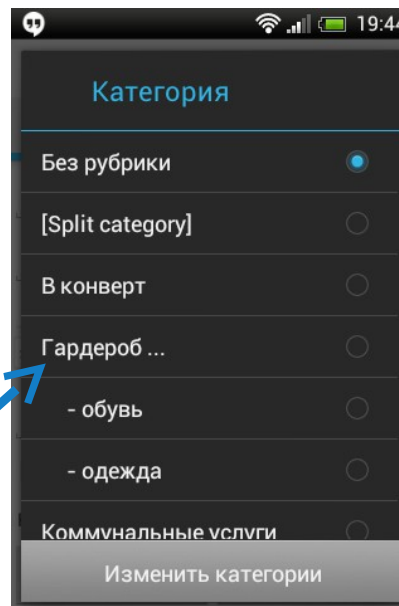 19:44
Категория
Без рубрики
[Split category]
В конверт
Гардероб ...
- обувь
- одежда
Коммунальные услуги
Изменить категории